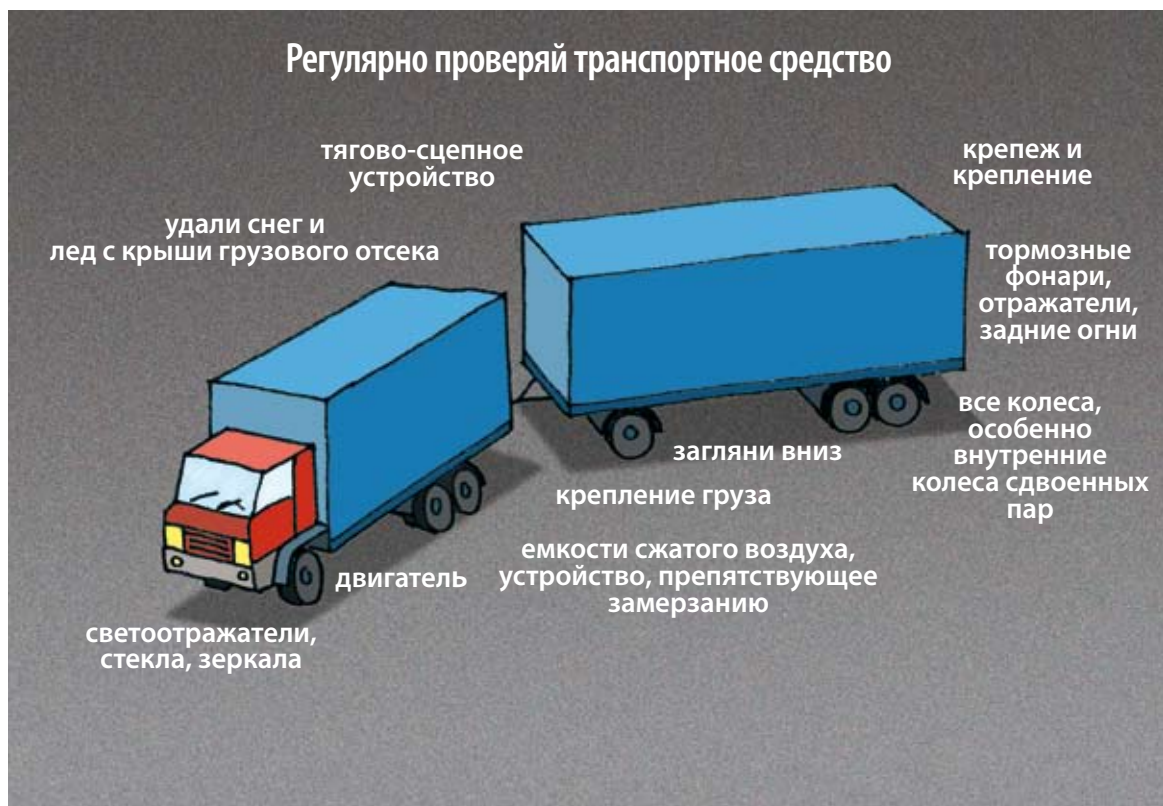 Регулярно проверяй транспортное средство
тягово-сцепное
устройство
крепеж и
крепление
удали снег и
лед с крыши грузового отсека
тормозные
фонари,
отражатели,
задние огни
все колеса,
особенно
внутренние
колеса сдвоенных
пар
загляни вниз
крепление груза
емкости сжатого воздуха,
устройство, препятствующее
замерзанию
двигатель
светоотражатели,
стекла, зеркала